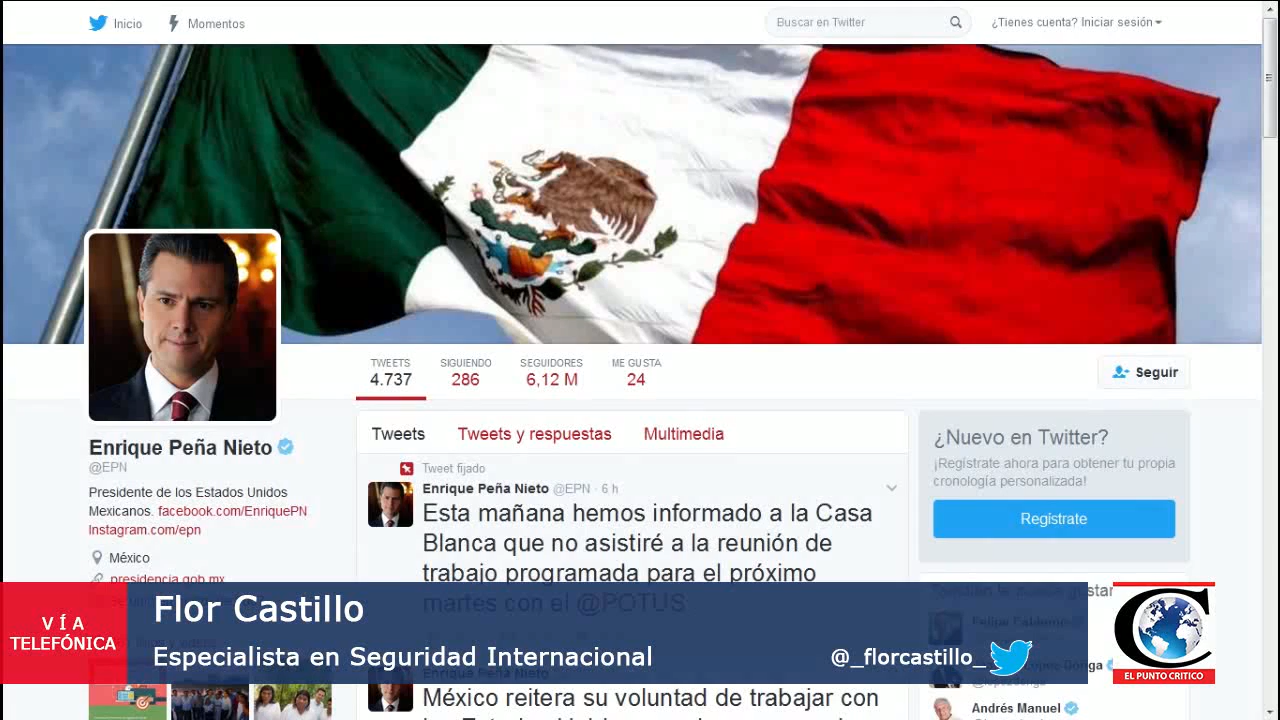 Inicio
Momentos
Buscar en Twitter
¿Tienes cuenta? Iniciar sesión
TWEETS
4.737
SIGUIENDO
286
SEGUIDORES
6,12 M
ME GUSTA
24
Seguir
Enrique Peña Nieto
@EPN
Presidente de los Estados Unidos
Mexicanos. facebook.com/EnriquePN
Instagram.com/epn
México
presidencia.gob.mx
Tweets
Tweets y respuestas
Multimedia
Tweet fijado
Enrique Peña Nieto @EPN · 6 h
Esta mañana hemos informado a la Casa
Blanca que no asistiré a la reunión de
trabajo programada para el próximo
martes con el @POTUS
Enrique Peña Nieto
México reitera su voluntad de trabajar con
¿Nuevo en Twitter?
¡Regístrate ahora para obtener tu propia
cronología personalizada!
Regístrate
Andrés Manuel
VÍA
TELEFÓNICA
Flor Castillo
Especialista en Seguridad Internacional
@_florcastillo_
C
EL PUNTO CRITICO